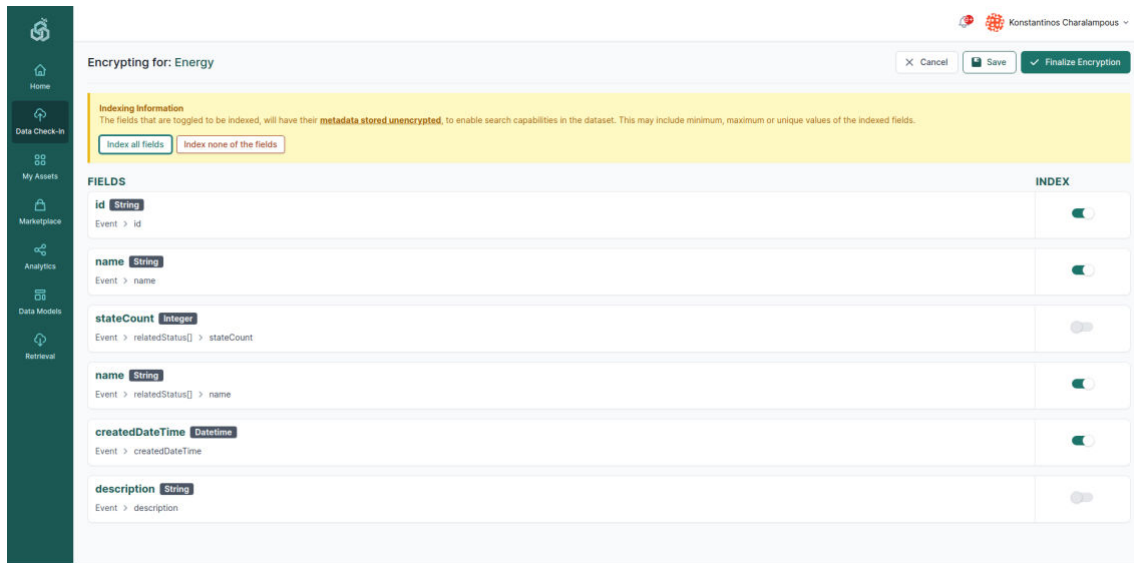 Konstantinos Charalampous
Home
Data Check-in
My Assets
Marketplace
Analytics
Data Models
Retrieval
Encrypting for: Energy
Cancel
Save
Finalize Encryption
Indexing Information
The fields that are toggled to be indexed, will have their metadata stored unencrypted, to enable search capabilities in the dataset. This may include minimum, maximum or unique values of the indexed fields.
Index all fields
Index none of the fields
FIELDS INDEX
id String
Event > id
name String
Event > name
stateCount Integer
Event > relatedStatus[] > stateCount
name String
Event > relatedStatus[] > name
createdDateTime Datetime
Event > createdDateTime
description String
Event > description